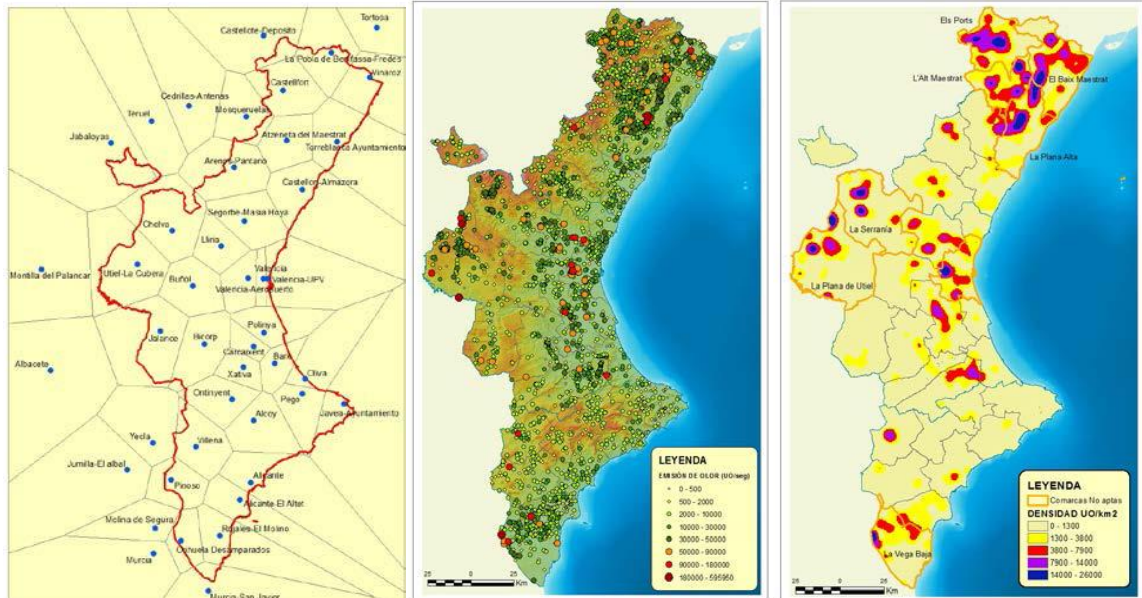 Tortosa
Castellote-Deposito
La Pobla de Benifassa-Fredes
Vinaroz
Castellfort
Cedrillas-Antenas
Mosqueruela
Teruel
Jabaloyas
Atzeneta del Maestrat
Torreblanca Ayuntamiento
Castellon-Almazora
Segorbe-Masia Hoya
Chelva
Lliria
Montilla del Palancar
Utiel-La Cubera
Buñol
Valencia
Valencia-UPV
Valencia-Aeropuerto
Polinya
Jalance
Bicorp
Carcaixent
Barx
Albacete
Xativa
Oliva
Ontinyent
Pego
Javea-Ayuntamiento
Alcoy
Yecla
Villena
Jumilla-El albal
Alicante
Pinoso
Alicante-El Altet
Molina de Segura
Rojales-El Molino
Orihuela Desamparados
Murcia
Murcia-San Javier
LEYENDA
EMISIÓN DE OLOR (UO/seg)
0 - 500
500 - 2000
2000 - 10000
10000 - 30000
30000 - 50000
50000 - 90000
90000 - 180000
180000 - 595950
25 0 25
Km
Els Ports
L'Alt Maestrat
El Baix Maestrat
La Plana Alta
La Serranía
La Plana de Utiel
La Vega Baja
LEYENDA
Comarcas No aptas
DENSIDAD UO/km2
0 - 1300
1300 - 3800
3800 - 7900
7900 - 14000
14000 - 26000
25 0 25
Km